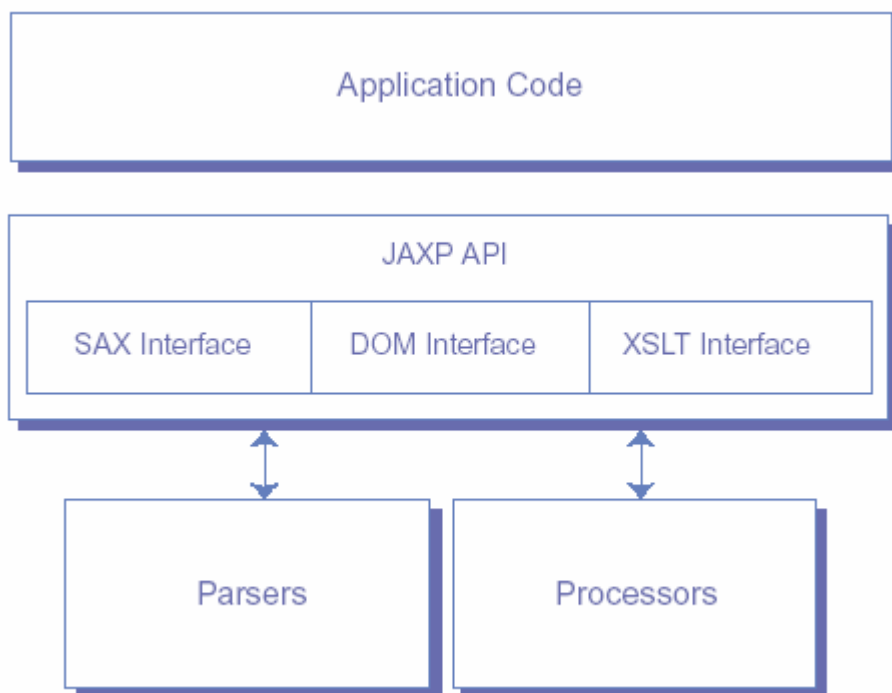 Application Code
JAXP API
SAX Interface DOM Interface XSLT Interface
Parsers Processors